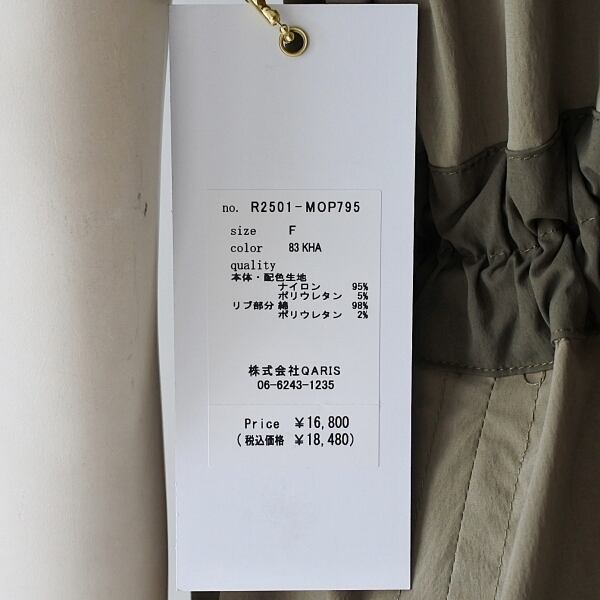 no. R2501-MOP795
size F
color 83 KHA
quality
本体・配色生地
ナイロン 95%
ポリウレタン 5%
リブ部分 綿 98%
ポリウレタン 2%
株式会社QARIS
06-6243-1235
Price ¥16,800
(税込価格 ¥18,480)